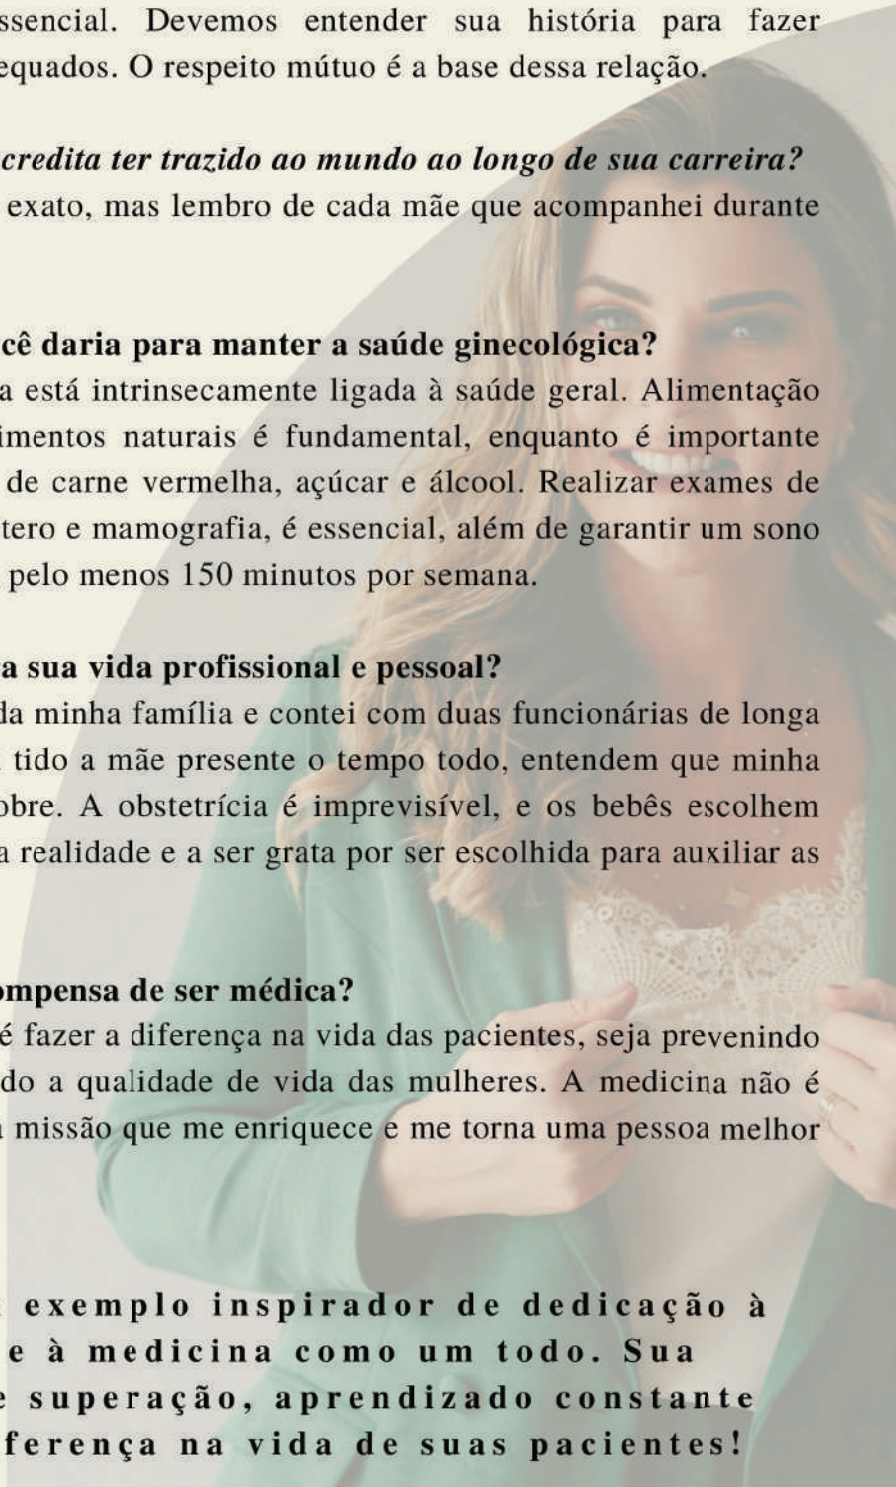 ssencial. Devemos entender sua história para fazer
equados. O respeito mútuo é a base dessa relação.
credita ter trazido ao mundo ao longo de sua carreira?
exato, mas lembro de cada mãe que acompanhei durante
cê daria para manter a saúde ginecológica?
a está intrinsecamente ligada à saúde geral. Alimentação
imentos naturais é fundamental, enquanto é importante
de carne vermelha, açúcar e álcool. Realizar exames de
tero e mamografia, é essencial, além de garantir um sono
pelo menos 150 minutos por semana.
a sua vida profissional e pessoal?
da minha família e contei com duas funcionárias de longa
tido a mãe presente o tempo todo, entendem que minha
obre. A obstetrícia é imprevisível, e os bebês escolhem
a realidade e a ser grata por ser escolhida para auxiliar as
ompensa de ser médica?
é fazer a diferença na vida das pacientes, seja prevenindo
do a qualidade de vida das mulheres. A medicina não é
missão que me enriquece e me torna uma pessoa melhor
exemplo inspirador de dedicação à
e à medicina como um todo. Sua
e superação, aprendizado constante
ferença na vida de suas pacientes!